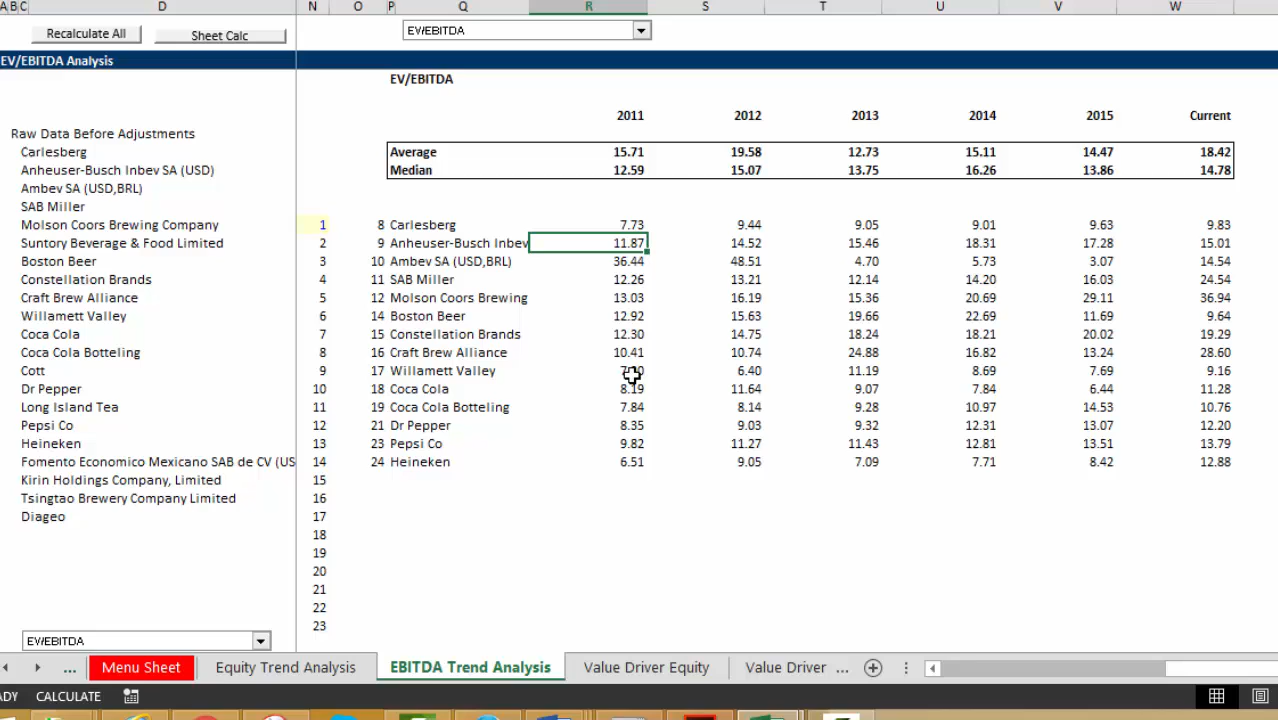 A B C D N O P Q R S T U V W
Recalculate All Sheet Calc EV/EBITDA
EV/EBITDA Analysis
EV/EBITDA
2011 2012 2013 2014 2015 Current
Raw Data Before Adjustments
Carlesberg Average 15.71 19.58 12.73 15.11 14.47 18.42
Anheuser-Busch Inbev SA (USD) Median 12.59 15.07 13.75 16.26 13.86 14.78
Ambev SA (USD,BRL)
SAB Miller
Molson Coors Brewing Company 1 8 Carlesberg 7.73 9.44 9.05 9.01 9.63 9.83
Suntory Beverage & Food Limited 2 9 Anheuser-Busch Inbev 11.87 14.52 15.46 18.31 17.28 15.01
Boston Beer 3 10 Ambev SA (USD,BRL) 36.44 48.51 4.70 5.73 3.07 14.54
Constellation Brands 4 11 SAB Miller 12.26 13.21 12.14 14.20 16.03 24.54
Craft Brew Alliance 5 12 Molson Coors Brewing 13.03 16.19 15.36 20.69 29.11 36.94
Willamett Valley 6 14 Boston Beer 12.92 15.63 19.66 22.69 11.69 9.64
Coca Cola 7 15 Constellation Brands 12.30 14.75 18.24 18.21 20.02 19.29
Coca Cola Botteling 8 16 Craft Brew Alliance 10.41 10.74 24.88 16.82 13.24 28.60
Cott 9 17 Willamett Valley 6.40 11.19 8.69 7.69 9.16
Dr Pepper 10 18 Coca Cola 8.19 11.64 9.07 7.84 6.44 11.28
Long Island Tea 11 19 Coca Cola Botteling 7.84 8.14 9.28 10.97 14.53 10.76
Pepsi Co 12 21 Dr Pepper 8.35 9.03 9.32 12.31 13.07 12.20
Heineken 13 23 Pepsi Co 9.82 11.27 11.43 12.81 13.51 13.79
Fomento Economico Mexicano SAB de CV (US 14 24 Heineken 6.51 9.05 7.09 7.71 8.42 12.88
Kirin Holdings Company, Limited 15
Tsingtao Brewery Company Limited 16
Diageo 17
18
19
20
21
22
23
EV/EBITDA
... Menu Sheet Equity Trend Analysis EBITDA Trend Analysis Value Driver Equity Value Driver ...
ADY CALCULATE